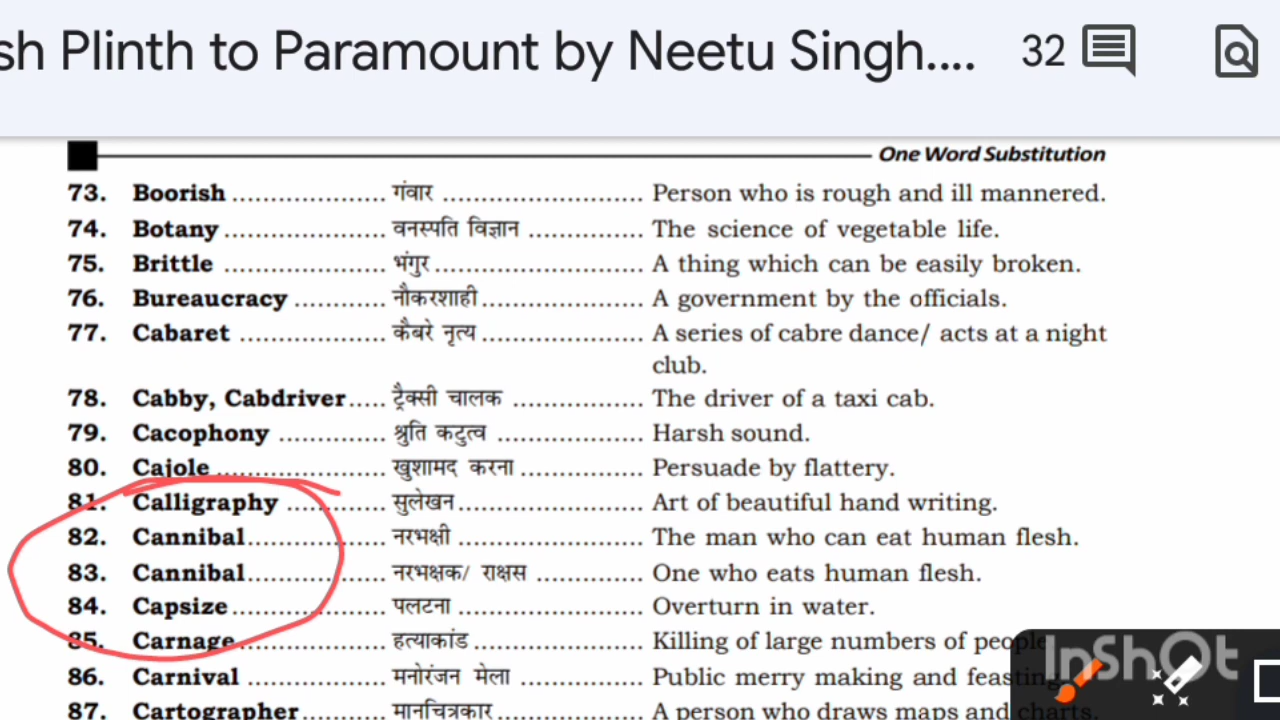 sh Plinth to Paramount by Neetu Singh.... 32
One Word Substitution
73. Boorish .................... गंवार .......................... Person who is rough and ill mannered.
74. Botany ..................... वनस्पति विज्ञान ............... The science of vegetable life.
75. Brittle ..................... भंगुर ........................... A thing which can be easily broken.
76. Bureaucracy ............ नौकरशाही ..................... A government by the officials.
77. Cabaret ................... कैबरे नृत्य ..................... A series of cabre dance/ acts at a night
club.
78. Cabby, Cabdriver ..... ट्रैक्सी चालक ................. The driver of a taxi cab.
79. Cacophony .............. श्रुति कटुत्व ................... Harsh sound.
80. Cajole ...................... खुशामद करना ................ Persuade by flattery.
81. Calligraphy ............. सुलेखन ........................ Art of beautiful hand writing.
82. Cannibal .................. नरभक्षी ........................ The man who can eat human flesh.
83. Cannibal .................. नरभक्षक/ राक्षस .............. One who eats human flesh.
84. Capsize .................... पलटना ......................... Overturn in water.
85. Carnage ................... हत्याकांड ...................... Killing of large numbers of people
86. Carnival ................... मनोरंजन मेला ................. Public merry making and feasting.
87. Cartographer ........... मानचित्रकार ................... A person who draws maps and charts.
InShOt